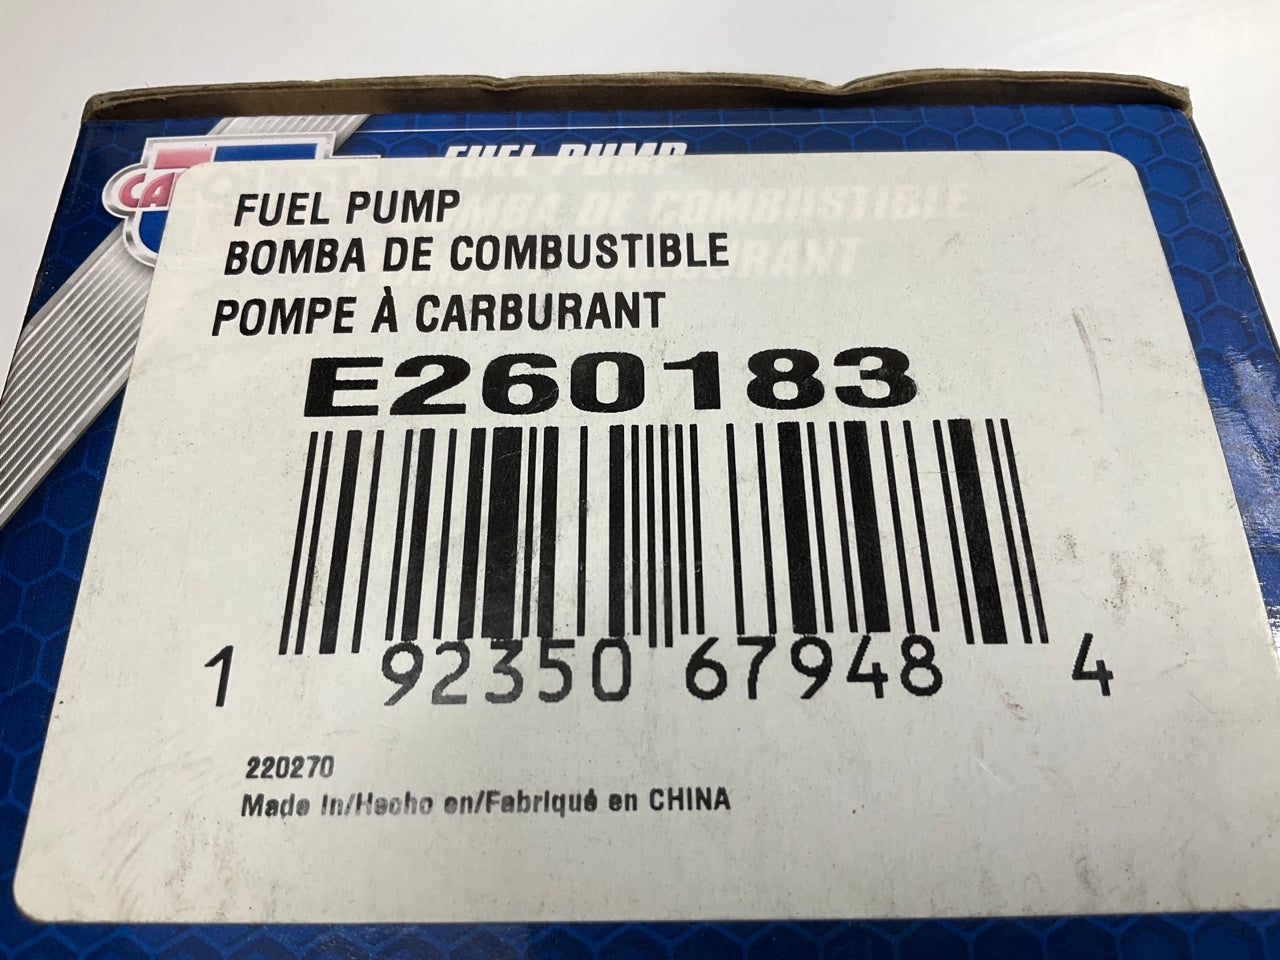 FUEL PUMP
FUEL PUMP
BOMBA DE COMBUSTIBLE
POMPE À CARBURANT
E260183
1 92350 67948 4
220270
Made In/Hecho en/Fabriqué en CHINA